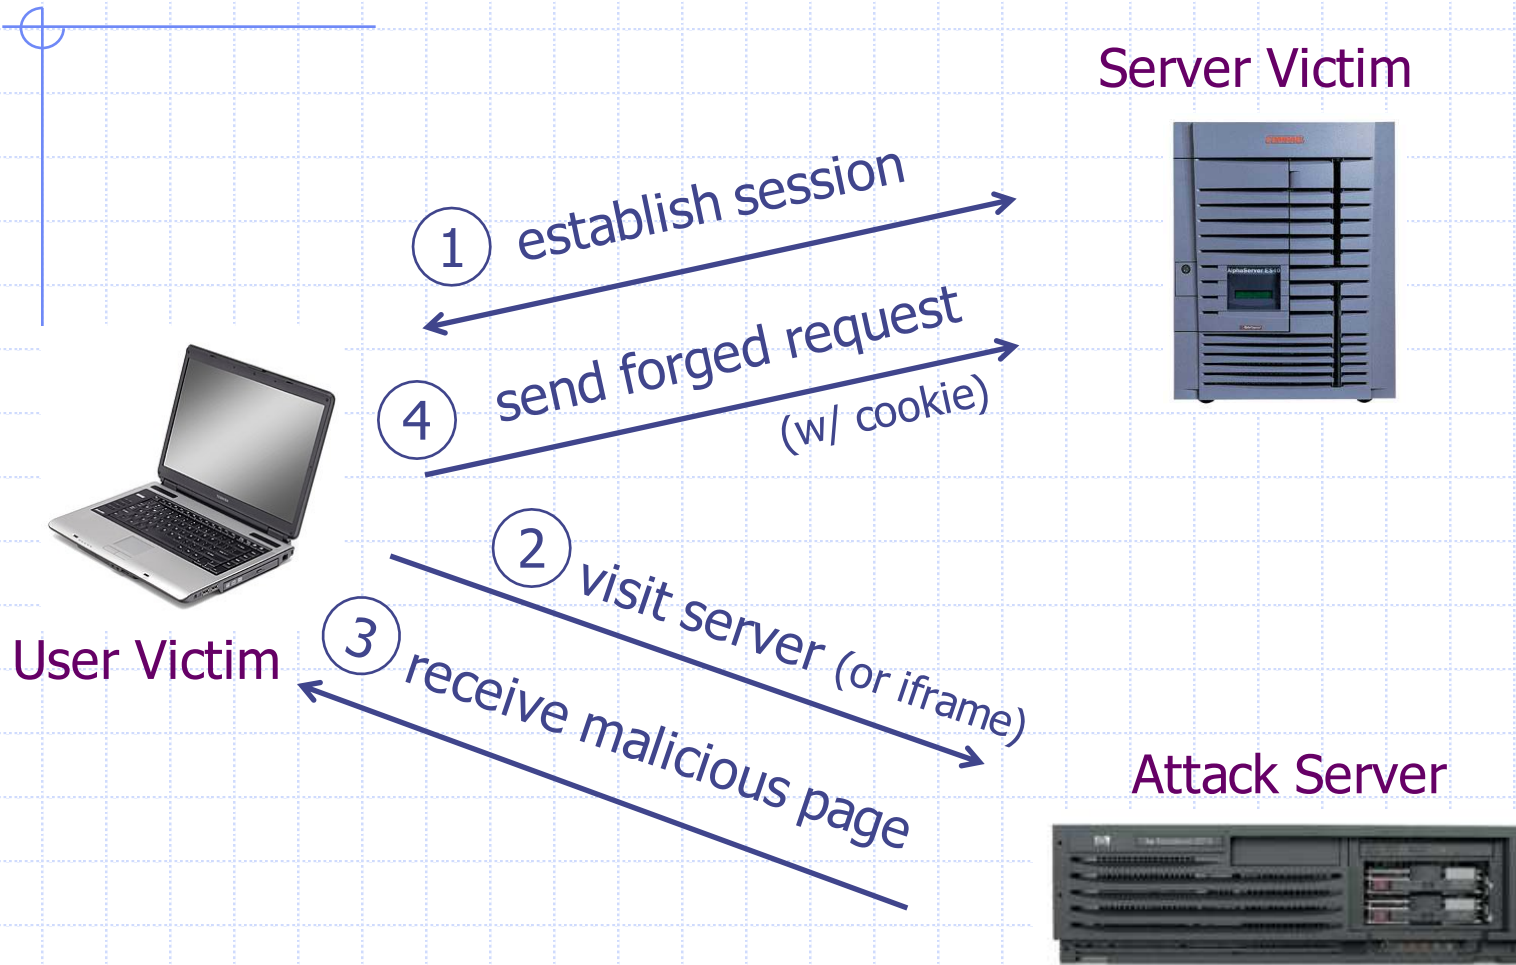 Server Victim
1 establish session
4 send forged request
(w/ cookie)
2 visit server (or iframe)
User Victim
3 receive malicious page
Attack Server